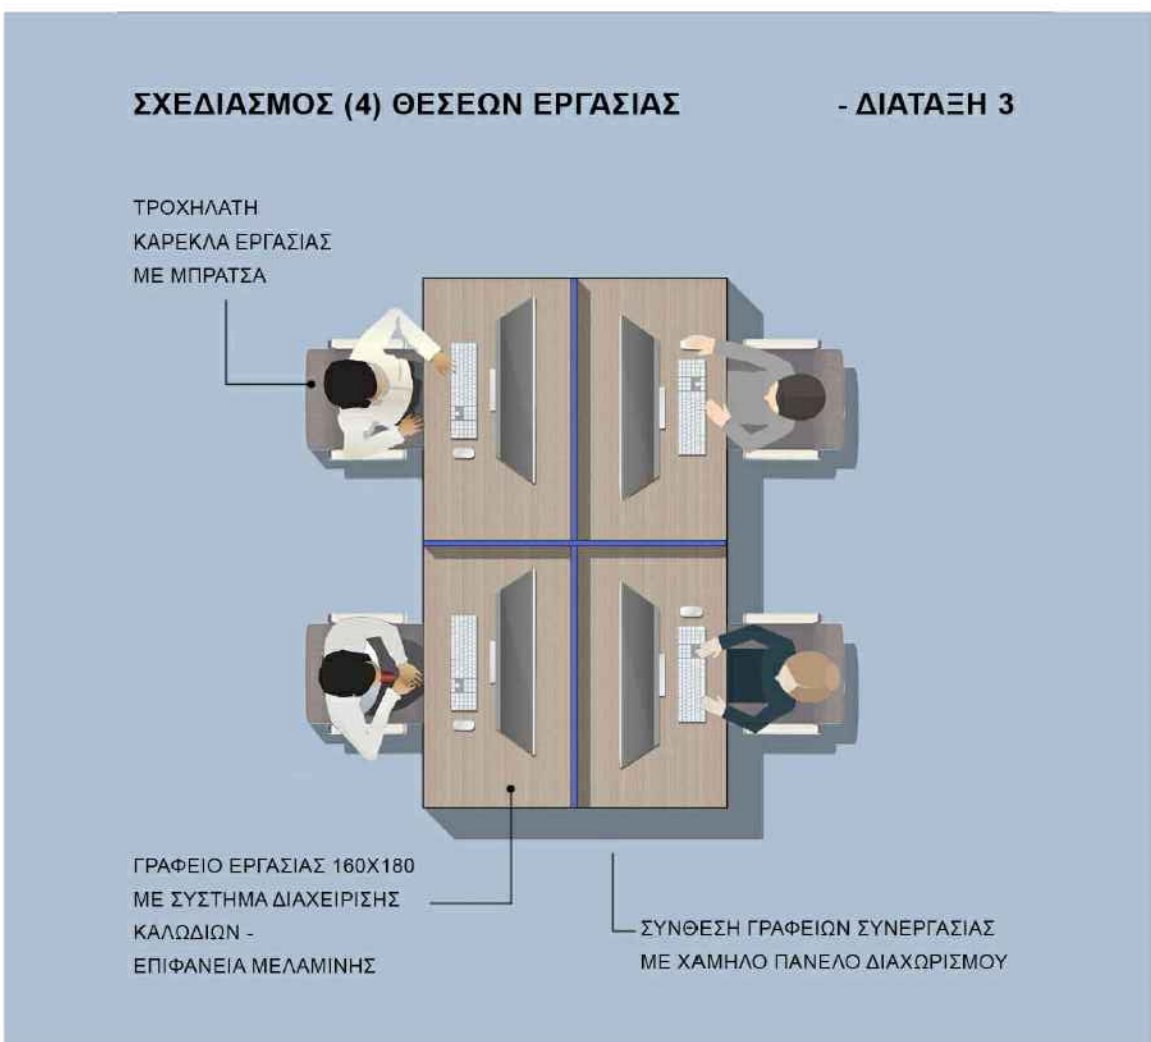 ΣΧΕΔΙΑΣΜΟΣ (4) ΘΕΣΕΩΝ ΕΡΓΑΣΙΑΣ - ΔΙΑΤΑΞΗ 3
ΤΡΟΧΗΛΑΤΗ
ΚΑΡΕΚΛΑ ΕΡΓΑΣΙΑΣ
ΜΕ ΜΠΡΑΤΣΑ
ΓΡΑΦΕΙΟ ΕΡΓΑΣΙΑΣ 160Χ180
ΜΕ ΣΥΣΤΗΜΑ ΔΙΑΧΕΙΡΙΣΗΣ
ΚΑΛΩΔΙΩΝ -
ΕΠΙΦΑΝΕΙΑ ΜΕΛΑΜΙΝΗΣ
ΣΥΝΘΕΣΗ ΓΡΑΦΕΙΩΝ ΣΥΝΕΡΓΑΣΙΑΣ
ΜΕ ΧΑΜΗΛΟ ΠΑΝΕΛΟ ΔΙΑΧΩΡΙΣΜΟΥ